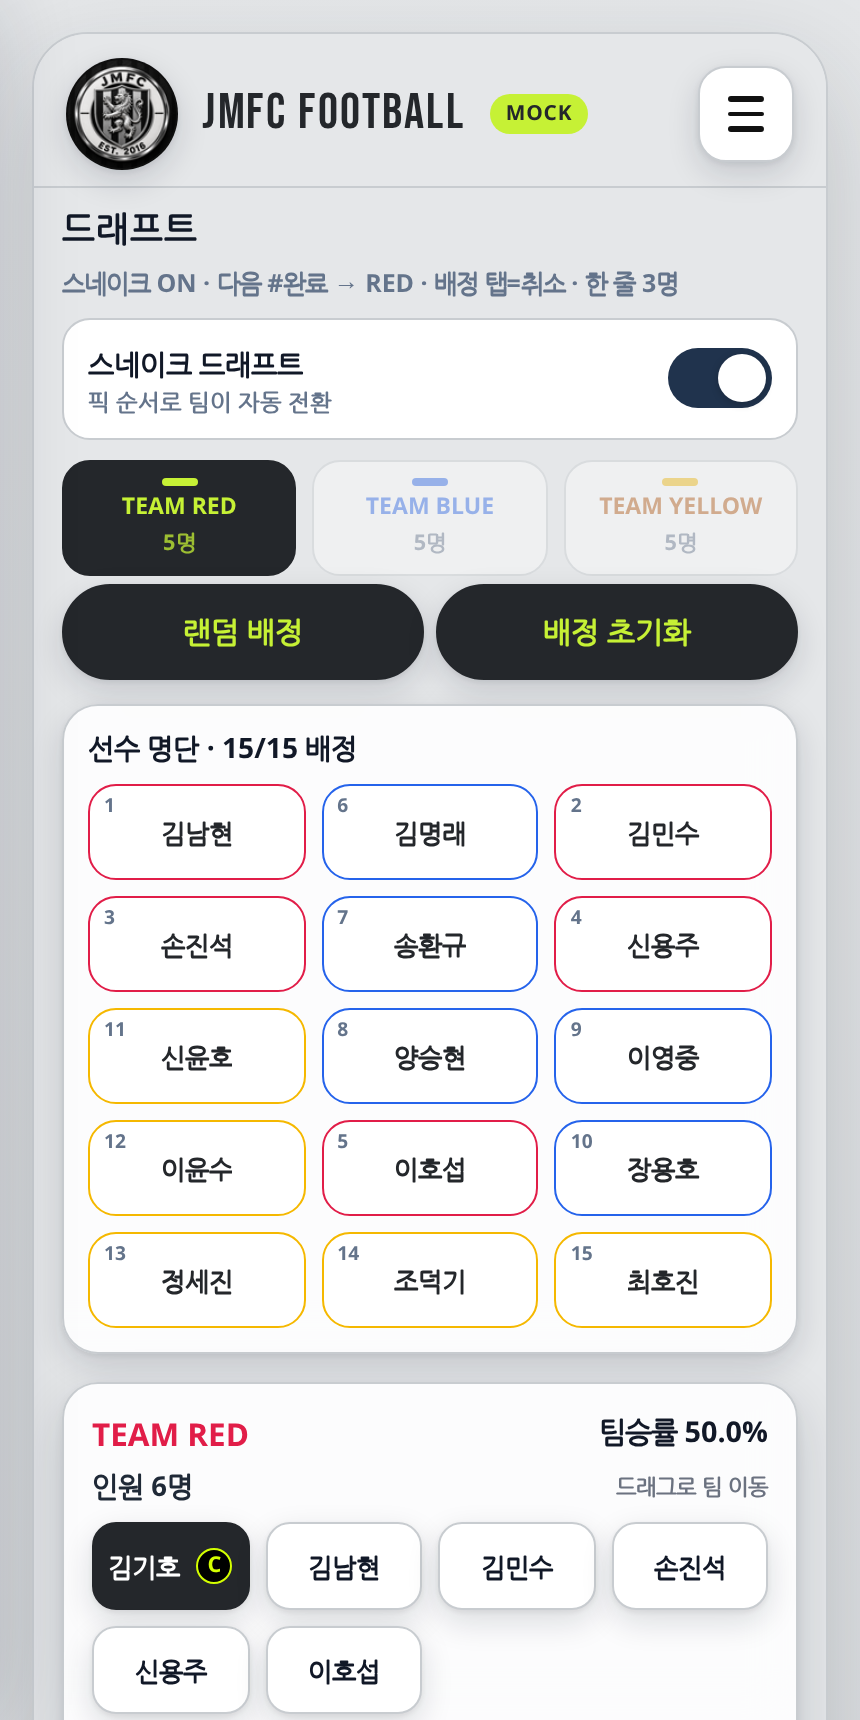 JMFC
EST. 2016
JMFC FOOTBALL
MOCK
드래프트
스네이크 ON · 다음 #완료 → RED · 배정 탭=취소 · 한 줄 3명
스네이크 드래프트
픽 순서로 팀이 자동 전환
TEAM RED
5명
TEAM BLUE
5명
TEAM YELLOW
5명
랜덤 배정
배정 초기화
선수 명단 · 15/15 배정
1
김남현
6
김명래
2
김민수
3
손진석
7
송환규
4
신용주
11
신윤호
8
양승현
9
이영중
12
이윤수
5
이호섭
10
장용호
13
정세진
14
조덕기
15
최호진
TEAM RED
팀승률 50.0%
인원 6명
드래그로 팀 이동
김기호 C
김남현
김민수
손진석
신용주
이호섭